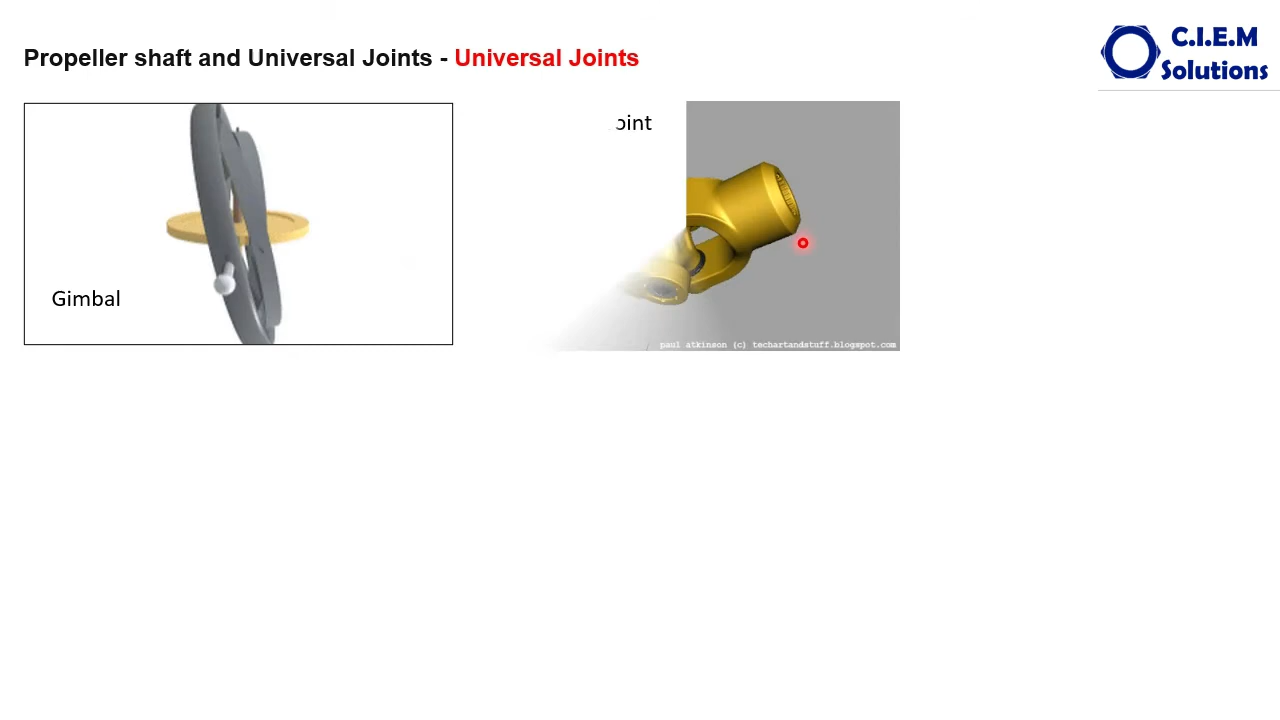 Propeller shaft and Universal Joints - Universal Joints
C.I.E.M
Solutions
Gimbal
oint
paul atkinson (c) techartandstuff.blogspot.com